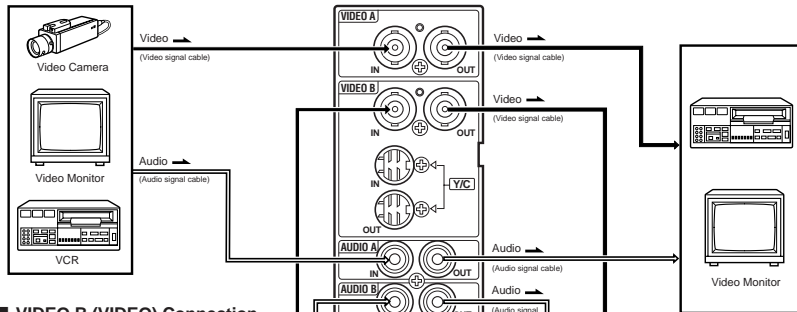 VIDEO A
Video
(Video signal cable)
Video
(Video signal cable)
Video Camera
IN
OUT
VIDEO B
Video
(Video signal cable)
IN
OUT
Audio
(Audio signal cable)
Video Monitor
IN
Y/C
OUT
VCR
AUDIO A
Audio
(Audio signal cable)
IN
OUT
Video Monitor
AUDIO B
Audio
(Audio signal
VIDEO B (VIDEO) Connection